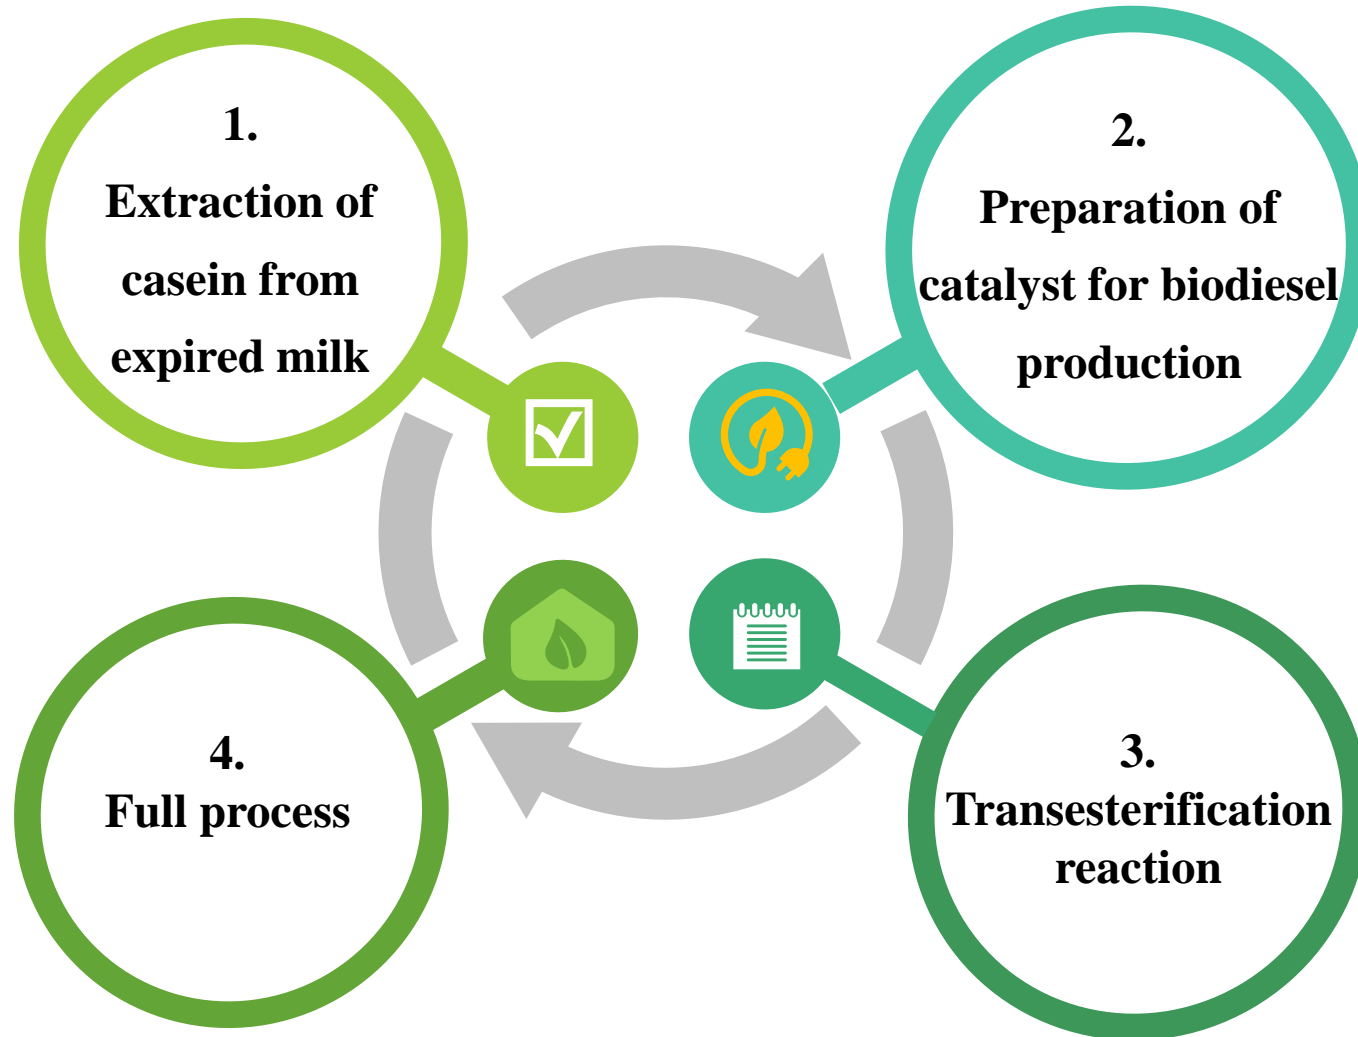 1.
Extraction of
casein from
expired milk
2.
Preparation of
catalyst for biodiesel
production
3.
Transesterification
reaction
4.
Full process